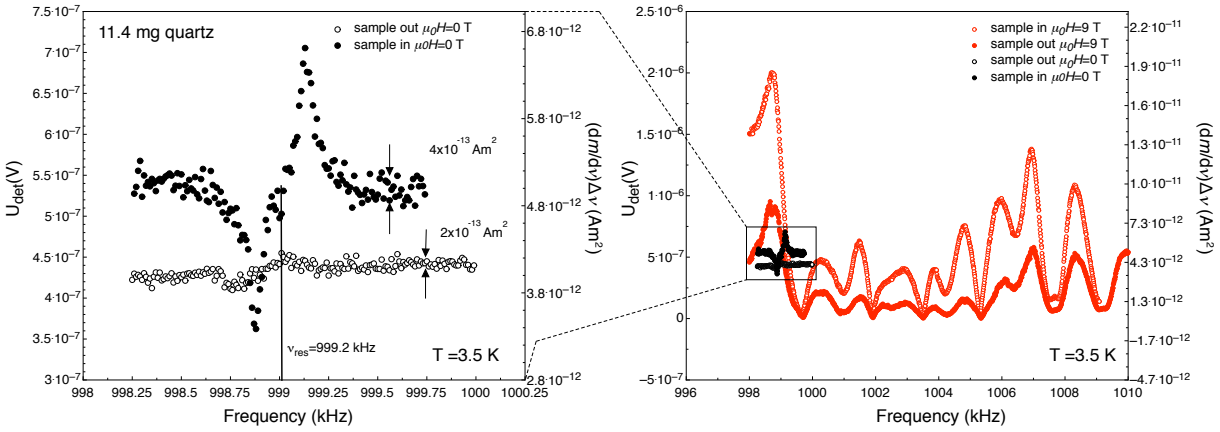 11.4 mg quartz
sample out μ₀H=0 T
sample in μ0H=0 T
7.5·10⁻⁷
7·10⁻⁷
6.5·10⁻⁷
6·10⁻⁷
5.5·10⁻⁷
5·10⁻⁷
4.5·10⁻⁷
4·10⁻⁷
3.5·10⁻⁷
3·10⁻⁷
U_det(V)
4x10⁻¹³ Am²
2x10⁻¹³ Am²
ν_res=999.2 kHz
T =3.5 K
6.8·10⁻¹²
5.8·10⁻¹²
4.8·10⁻¹²
3.8·10⁻¹²
2.8·10⁻¹²
(dm/dν)Δν (Am²)
998 998.25 998.5 998.75 999 999.25 999.5 999.75 1000 1000.25
Frequency (kHz)
sample in μ₀H=9 T
sample out μ₀H=9 T
sample out μ₀H=0 T
sample in μ0H=0 T
2.5·10⁻⁶
2·10⁻⁶
1.5·10⁻⁶
1·10⁻⁶
5·10⁻⁷
0
–5·10⁻⁷
U_det(V)
T =3.5 K
2.2·10⁻¹¹
1.9·10⁻¹¹
1.6·10⁻¹¹
1.3·10⁻¹¹
1.0·10⁻¹¹
7.3·10⁻¹²
4.3·10⁻¹²
1.3·10⁻¹²
-1.7·10⁻¹²
-4.7·10⁻¹²
(dm/dν)Δν (Am²)
996 998 1000 1002 1004 1006 1008 1010
Frequency (kHz)